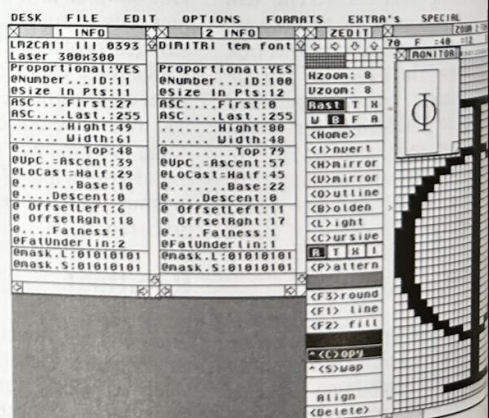 DESK FILE EDIT OPTIONS FORMATS EXTRA's SPECIAL
1 INFO
LM2CA11 III 0393
Laser 300x300
Proportional:YES
@Number...ID:11
@Size In Pts:11
ASC....First:27
ASC....Last.:255
.......Hight:49
.......Width:61
@........Top:48
@UpC.=Ascent:39
@LoCast=Half:29
........Base:10
@....Descent:0
@ OffsetLeft:6
@ OffsetRght:18
@....Fatness:1
@FatUnderlin:2
@mask.L:01010101
@mask.S:01010101
2 INFO
DIMITRI tem font
Proportional:YES
@Number...ID:100
@Size In Pts:12
ASC....First:0
ASC....Last.:255
.......Hight:80
.......Width:48
@........Top:79
@UpC.=Ascent:57
@LoCast=Half:45
........Base:22
@....Descent:0
@ OffsetLeft:11
@ OffsetRght:17
@....Fatness:1
@FatUnderlin:1
@mask.L:01010101
@mask.S:01010101
ZEDIT
Hzoom: 8
Vzoom: 8
Rast T X
W B F A
<Home>
<I>nvert
<H>mirror
<V>mirror
<O>utline
<B>olden
<L>ight
<C>ursive
R T X I
<P>attern
<F3>round
<F1> line
<F2> fill
^<C>opy
^<S>wap
Align
<Delete>
ZOOM
70 F =40 =12
MONITOR
Φ